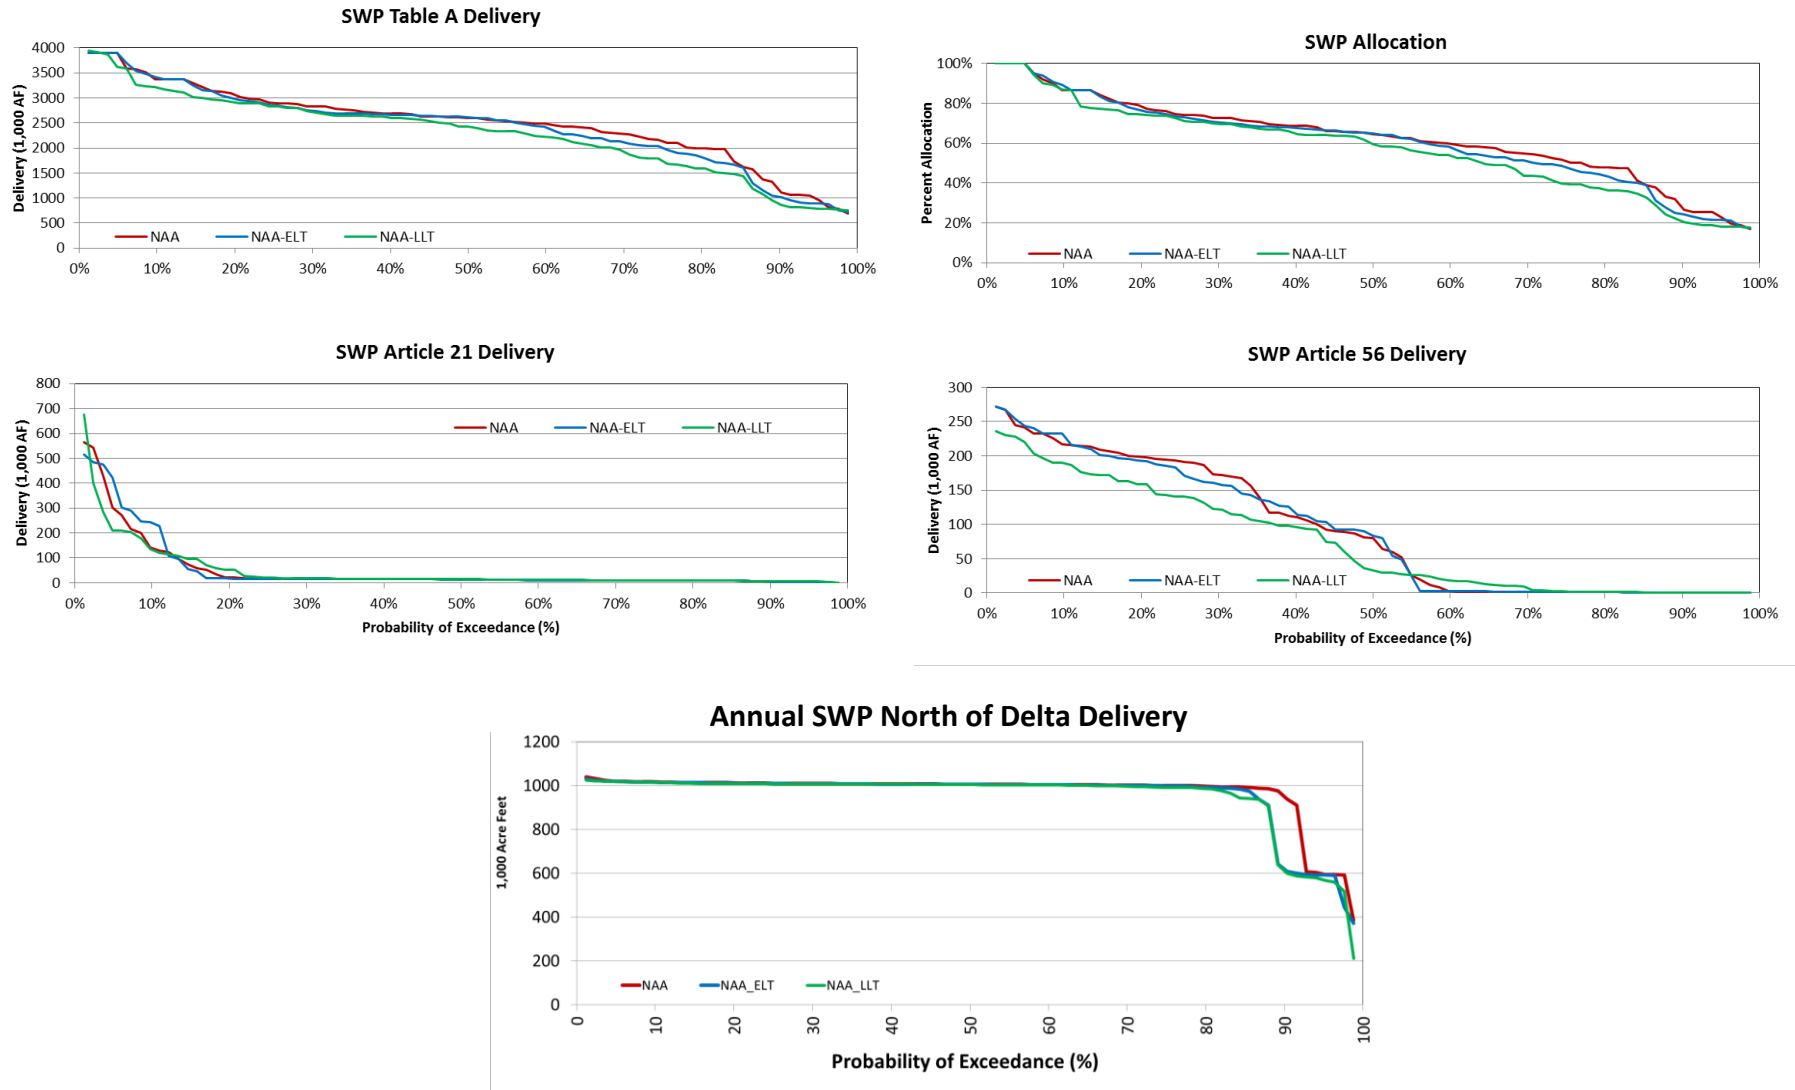 SWP Table A Delivery
Delivery (1,000 AF)
4000
3500
3000
2500
2000
1500
1000
500
0
NAA NAA-ELT NAA-LLT
0% 10% 20% 30% 40% 50% 60% 70% 80% 90% 100%
SWP Allocation
Percent Allocation
100%
80%
60%
40%
20%
0%
NAA NAA-ELT NAA-LLT
0% 10% 20% 30% 40% 50% 60% 70% 80% 90% 100%
SWP Article 21 Delivery
Delivery (1,000 AF)
800
700
600
500
400
300
200
100
0
NAA NAA-ELT NAA-LLT
0% 10% 20% 30% 40% 50% 60% 70% 80% 90% 100%
Probability of Exceedance (%)
SWP Article 56 Delivery
Delivery (1,000 AF)
300
250
200
150
100
50
0
NAA NAA-ELT NAA-LLT
0% 10% 20% 30% 40% 50% 60% 70% 80% 90% 100%
Probability of Exceedance (%)
Annual SWP North of Delta Delivery
1,000 Acre Feet
1200
1000
800
600
400
200
0
NAA NAA_ELT NAA_LLT
0 10 20 30 40 50 60 70 80 90 100
Probability of Exceedance (%)